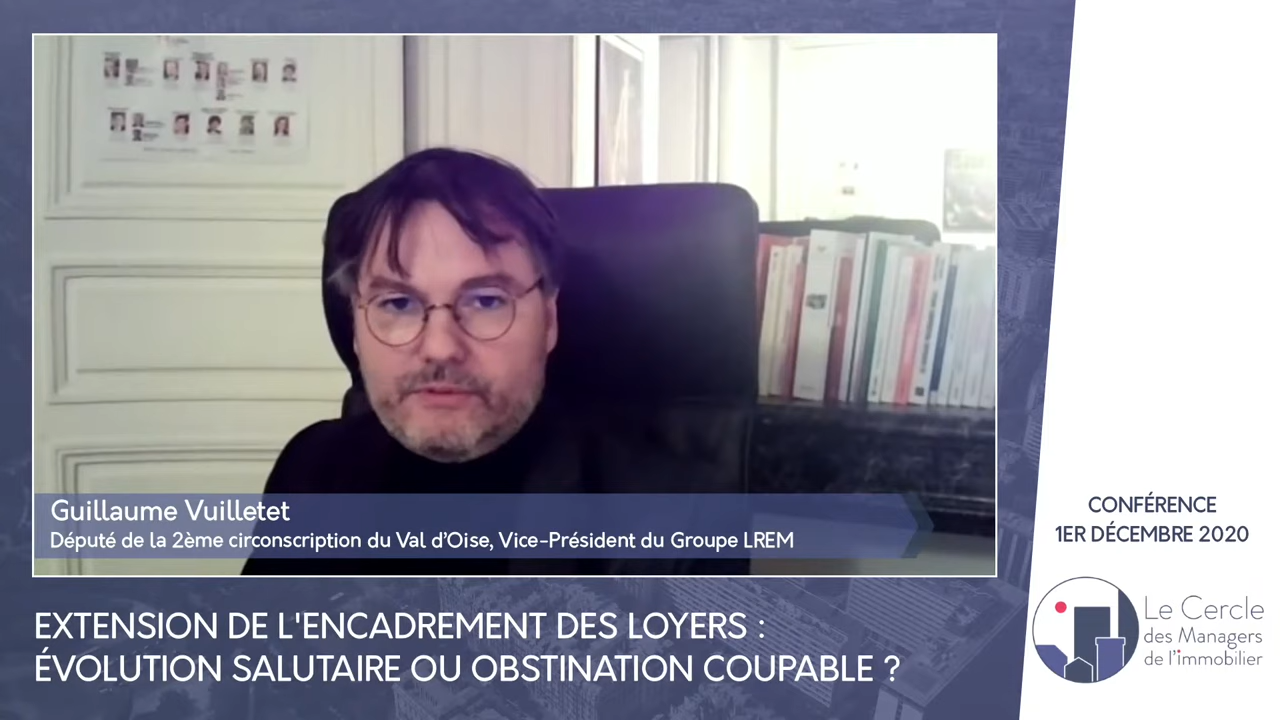 Guillaume Vuilletet
Député de la 2ème circonscription du Val d'Oise, Vice-Président du Groupe LREM
EXTENSION DE L'ENCADREMENT DES LOYERS :
ÉVOLUTION SALUTAIRE OU OBSTINATION COUPABLE ?
CONFÉRENCE
1ER DÉCEMBRE 2020
Le Cercle
des Managers
de l'immobilier